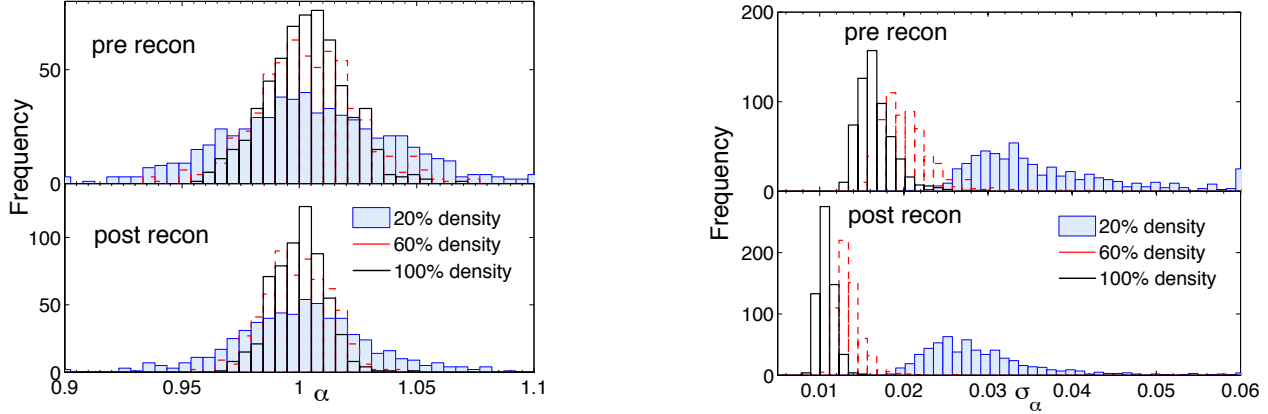 pre recon
50
0
Frequency
post recon
20% density
60% density
100% density
100
50
0
0.9
0.95
1
1.05
1.1
α
pre recon
200
100
0
Frequency
post recon
20% density
60% density
100% density
200
100
0
0.01
0.02
0.03
0.04
0.05
0.06
σα